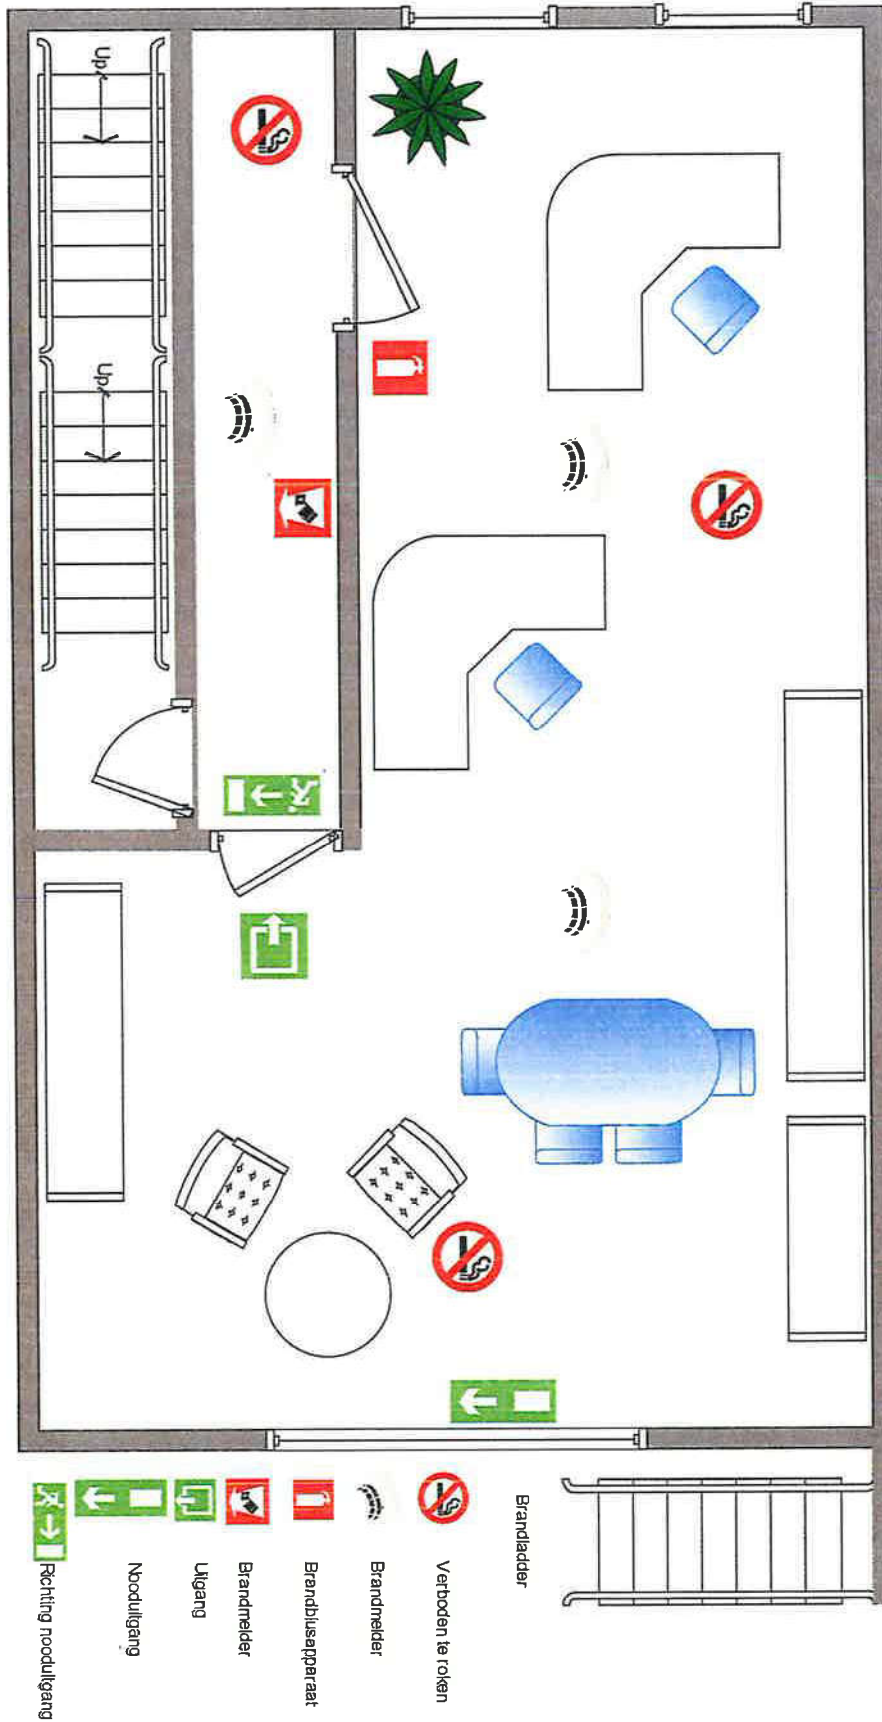 Up
Up
Brandladder
Verboden te roken
Brandmelder
Brandblusapparaat
Brandmelder
Uitgang
Nooduitgang
Richting nooduitgang